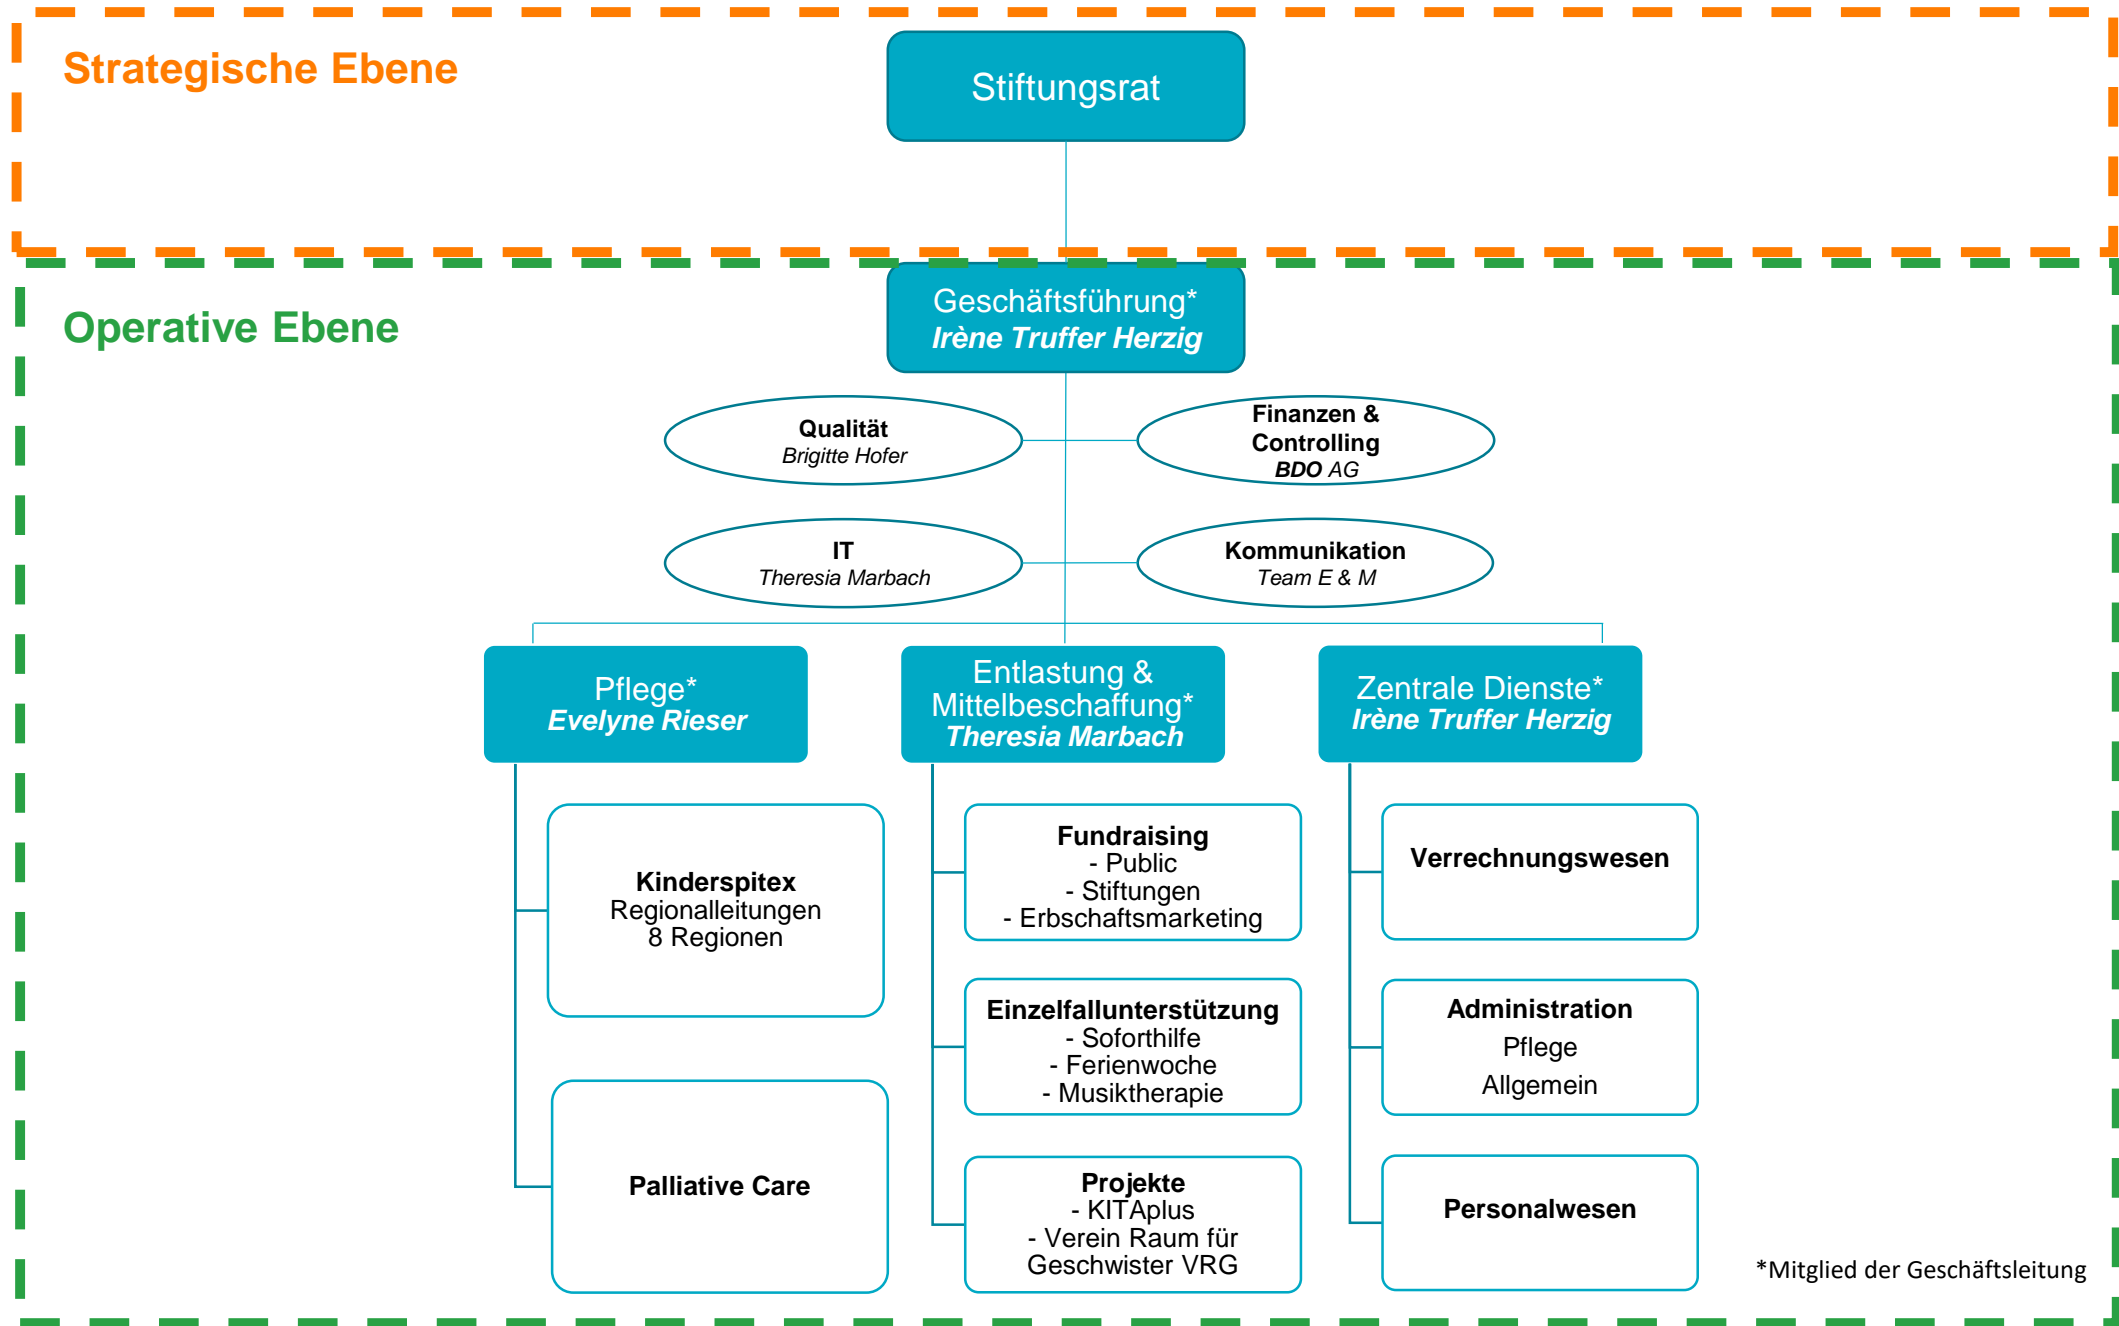 Strategische Ebene
Stiftungsrat
Operative Ebene
Geschäftsführung*
Irène Truffer Herzig
Qualität
Brigitte Hofer
Finanzen &
Controlling
BDO AG
IT
Theresia Marbach
Kommunikation
Team E & M
Pflege*
Evelyne Rieser
Entlastung &
Mittelbeschaffung*
Theresia Marbach
Zentrale Dienste*
Irène Truffer Herzig
Kinderspitex
Regionalleitungen
8 Regionen
Palliative Care
Fundraising
- Public
- Stiftungen
- Erbschaftsmarketing
Einzelfallunterstützung
- Soforthilfe
- Ferienwoche
- Musiktherapie
Projekte
- KITAplus
- Verein Raum für
Geschwister VRG
Verrechnungswesen
Administration
Pflege
Allgemein
Personalwesen
*Mitglied der Geschäftsleitung